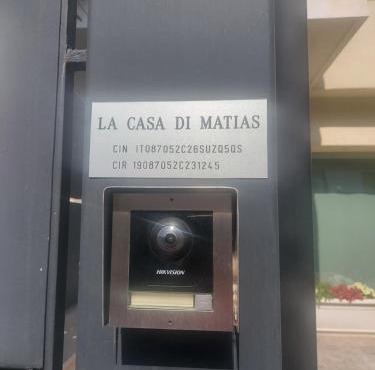 LA CASA DI MATIAS
CIN IT087052C26SUZQ5QS
CIR 19087052C231245
HIKVISION